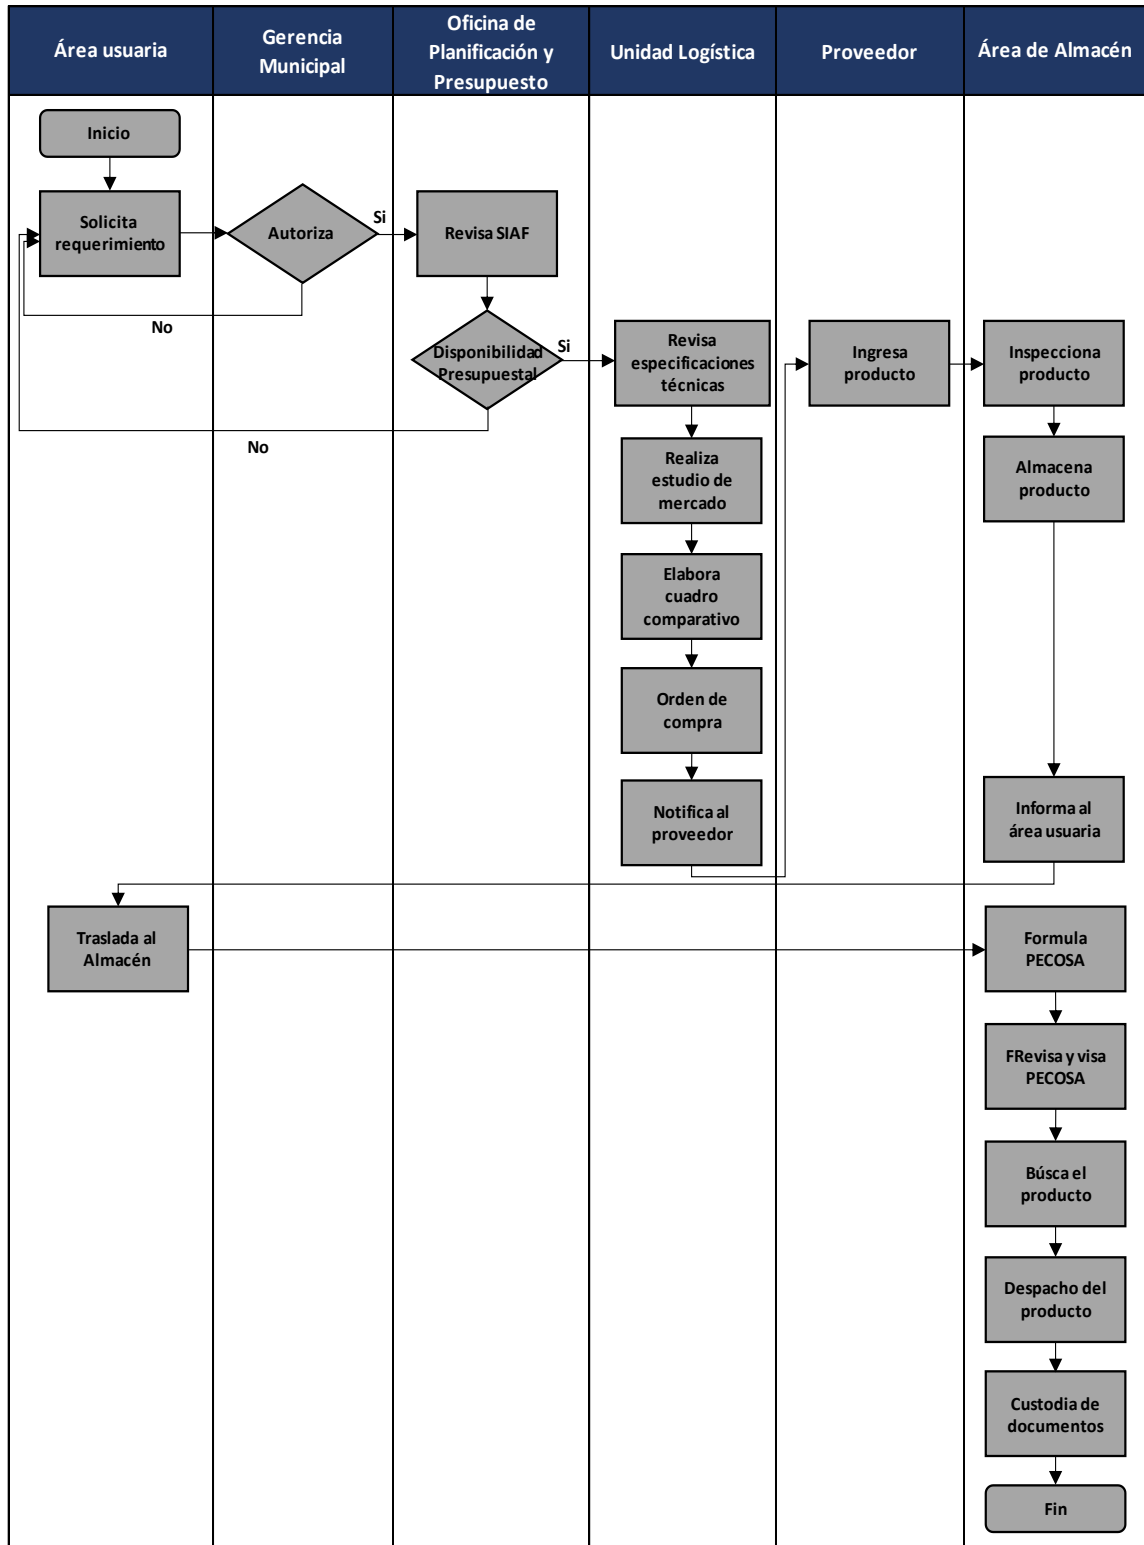 Área usuaria
Gerencia
Municipal
Oficina de
Planificación y
Presupuesto
Unidad Logística
Proveedor
Área de Almacén
Inicio
Solicita
requerimiento
Autoriza
Si
Revisa SIAF
No
Disponibilidad
Presupuestal
Si
No
Revisa
especificaciones
técnicas
Ingresa
producto
Inspecciona
producto
Realiza
estudio de
mercado
Almacena
producto
Elabora
cuadro
comparativo
Orden de
compra
Notifica al
proveedor
Informa al
área usuaria
Traslada al
Almacén
Formula
PECOSA
FRevisa y visa
PECOSA
Búsca el
producto
Despacho del
producto
Custodia de
documentos
Fin